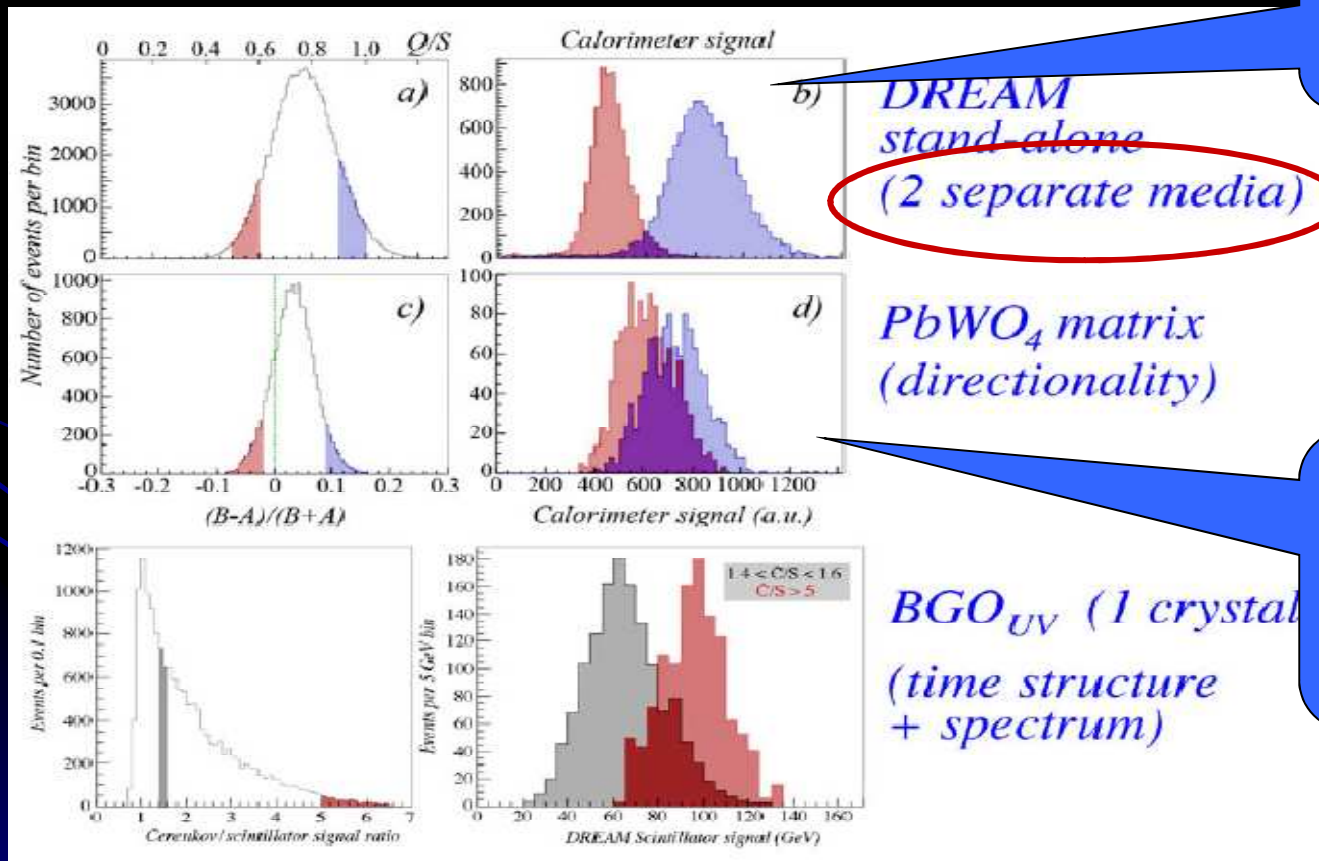 0 0.2 0.4 0.6 0.8 1.0 Q/S
Calorimeter signal
a)
b)
3000
2000
1000
0
800
600
400
200
0
Number of events per bin
DREAM
stand-alone
(2 separate media)
c)
d)
1000
800
600
400
200
0
100
80
60
40
20
0
-0.3 -0.2 -0.1 0 0.1 0.2 0.3
0 200 400 600 800 1000 1200
(B-A)/(B+A)
Calorimeter signal (a.u.)
PbWO4 matrix
(directionality)
1200
1000
800
600
400
200
0
Events per 0.1 bin
0 1 2 3 4 5 6 7
Cerenkov/scintillator signal ratio
180
160
140
120
100
80
60
40
20
0
Events per 5 GeV bin
1.4 < C/S < 1.6
C/S > 5
0 20 40 60 80 100 120 140 160
DREAM Scintillator signal (GeV)
BGOUV (1 crystal
(time structure
+ spectrum)